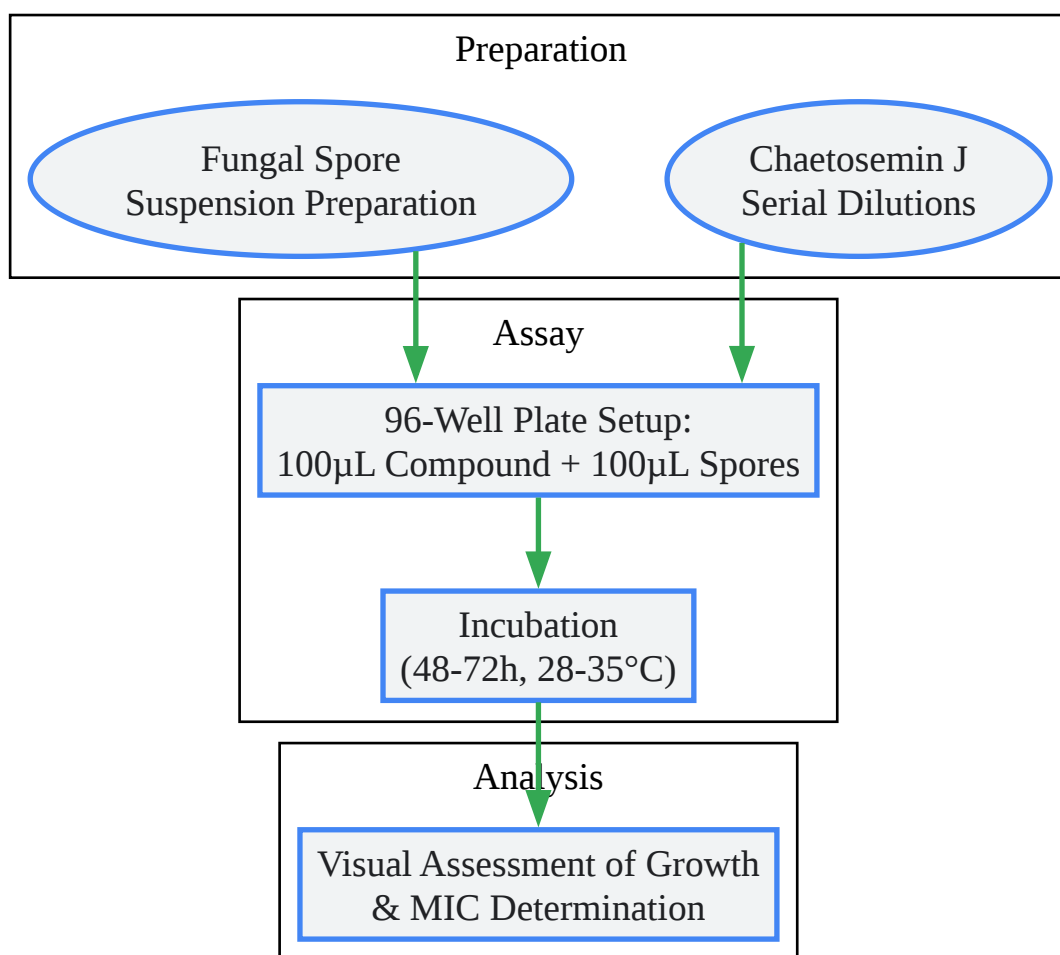 Preparation
Fungal Spore
Suspension Preparation
Chaetosemin J
Serial Dilutions
Assay
96-Well Plate Setup:
100µL Compound + 100µL Spores
Incubation
(48-72h, 28-35°C)
Analysis
Visual Assessment of Growth
& MIC Determination